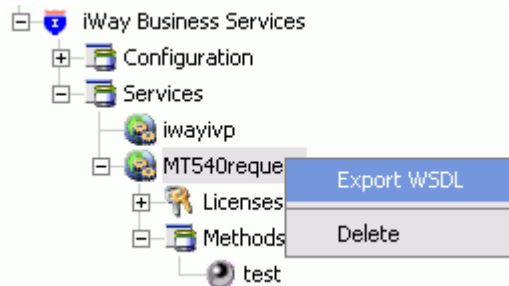 iWay Business Services
Configuration
Services
iwayivp
MT540reque
Export WSDL
Licenses
Delete
Methods
test